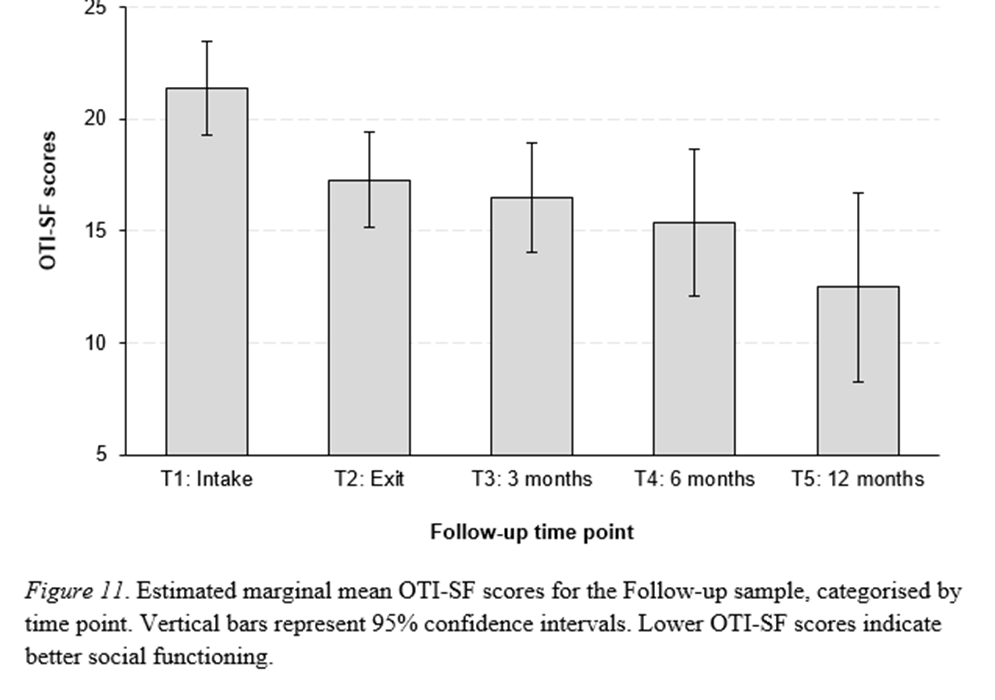 25
20
15
10
5
OTI-SF scores
T1: Intake
T2: Exit
T3: 3 months
T4: 6 months
T5: 12 months
Follow-up time point
Figure 11. Estimated marginal mean OTI-SF scores for the Follow-up sample, categorised by
time point. Vertical bars represent 95% confidence intervals. Lower OTI-SF scores indicate
better social functioning.